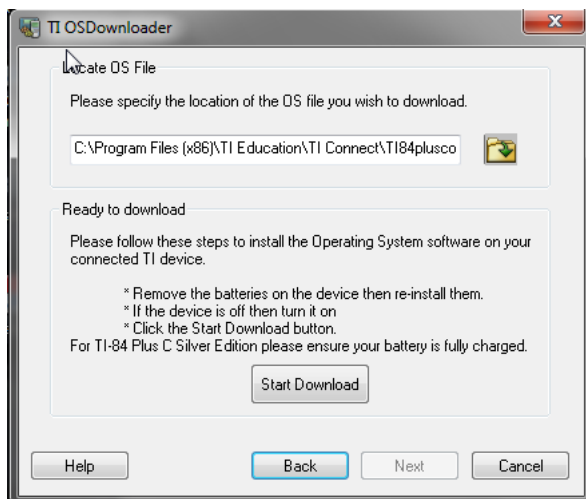 TI OSDownloader
Locate OS File
Please specify the location of the OS file you wish to download.
C:\Program Files (x86)\TI Education\TI Connect\TI84plusco
Ready to download
Please follow these steps to install the Operating System software on your
connected TI device.
* Remove the batteries on the device then re-install them.
* If the device is off then turn it on
* Click the Start Download button.
For TI-84 Plus C Silver Edition please ensure your battery is fully charged.
Start Download
Help
Back
Next
Cancel